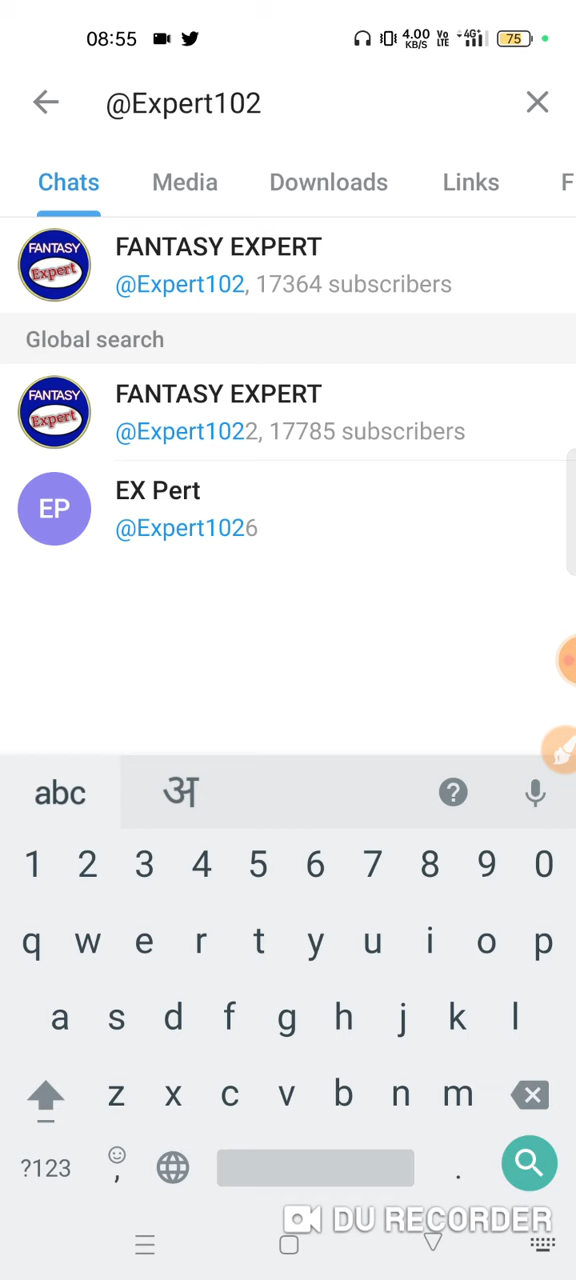 08:55 4.00 KB/S Vo LTE 4G+ 75
@Expert102
Chats Media Downloads Links F
FANTASY Expert
FANTASY EXPERT
@Expert102, 17364 subscribers
Global search
FANTASY Expert
FANTASY EXPERT
@Expert1022, 17785 subscribers
EP
EX Pert
@Expert1026
abc अ ?
1 2 3 4 5 6 7 8 9 0
q w e r t y u i o p
a s d f g h j k l
z x c v b n m
?123 , .
DU RECORDER